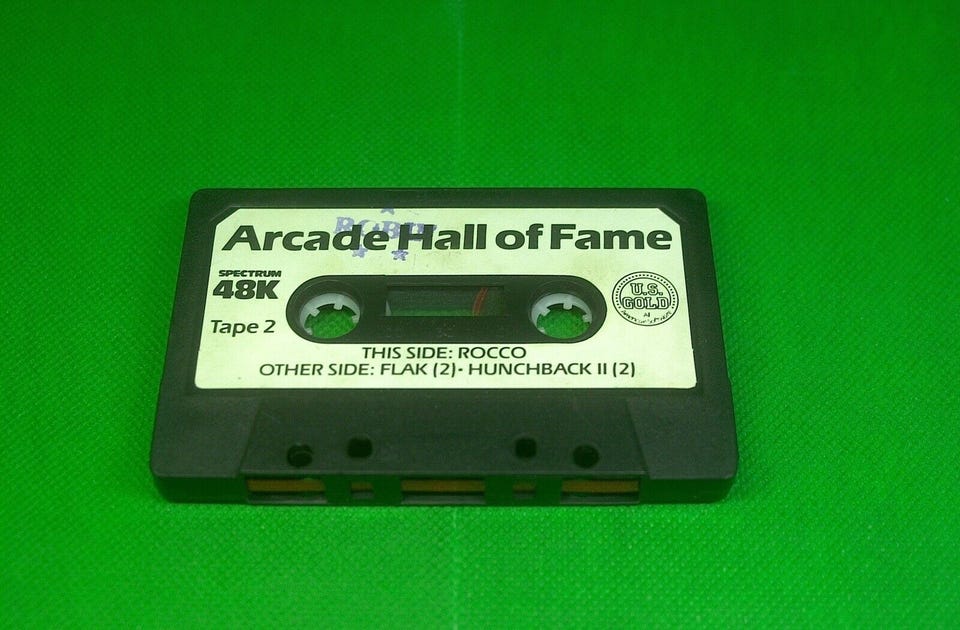 Arcade Hall of Fame
SPECTRUM
48K
Tape 2
U.S.
GOLD
THIS SIDE: ROCCO
OTHER SIDE: FLAK (2)• HUNCHBACK II (2)